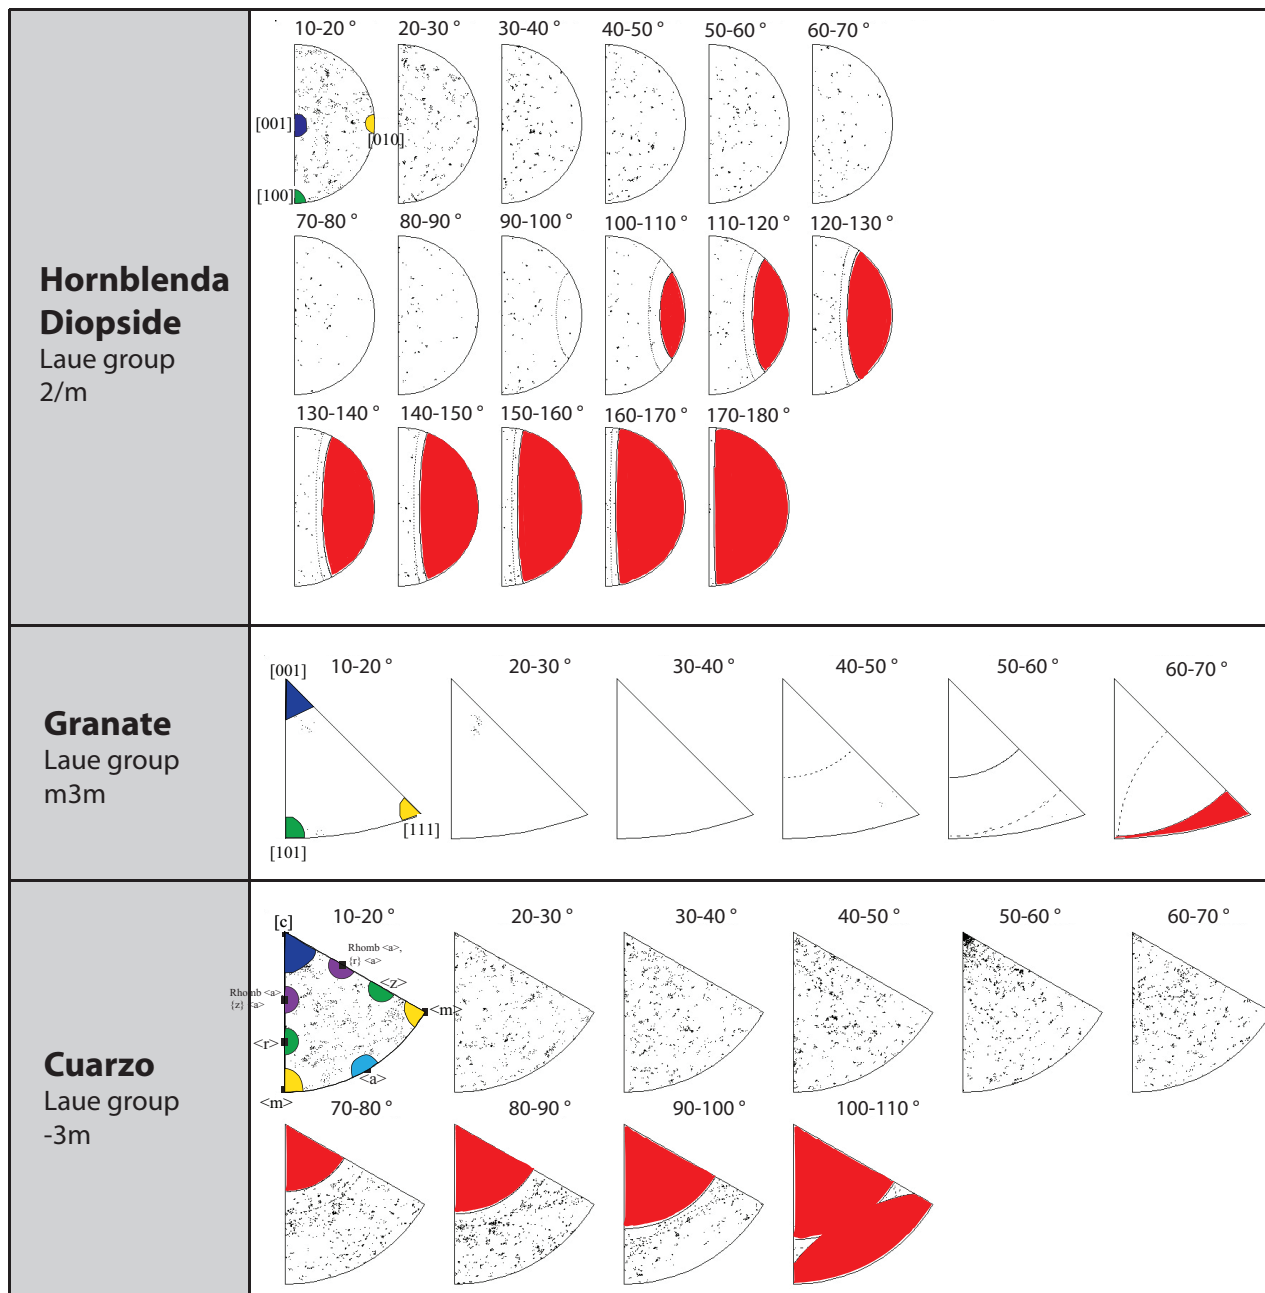 Hornblenda
Diopside
Laue group
2/m
10-20 °
20-30 °
30-40 °
40-50 °
50-60 °
60-70 °
[001]
[010]
[100]
70-80 °
80-90 °
90-100 °
100-110 °
110-120 °
120-130 °
130-140 °
140-150 °
150-160 °
160-170 °
170-180 °
Granate
Laue group
m3m
[001]
10-20 °
20-30 °
30-40 °
40-50 °
50-60 °
60-70 °
[111]
[101]
Cuarzo
Laue group
-3m
[c]
10-20 °
20-30 °
30-40 °
40-50 °
50-60 °
60-70 °
Rhomb <a>,
{r} <a>
<z>
Rhomb <a>
{z} <a>
<m>
<r>
<a>
<m>
70-80 °
80-90 °
90-100 °
100-110 °